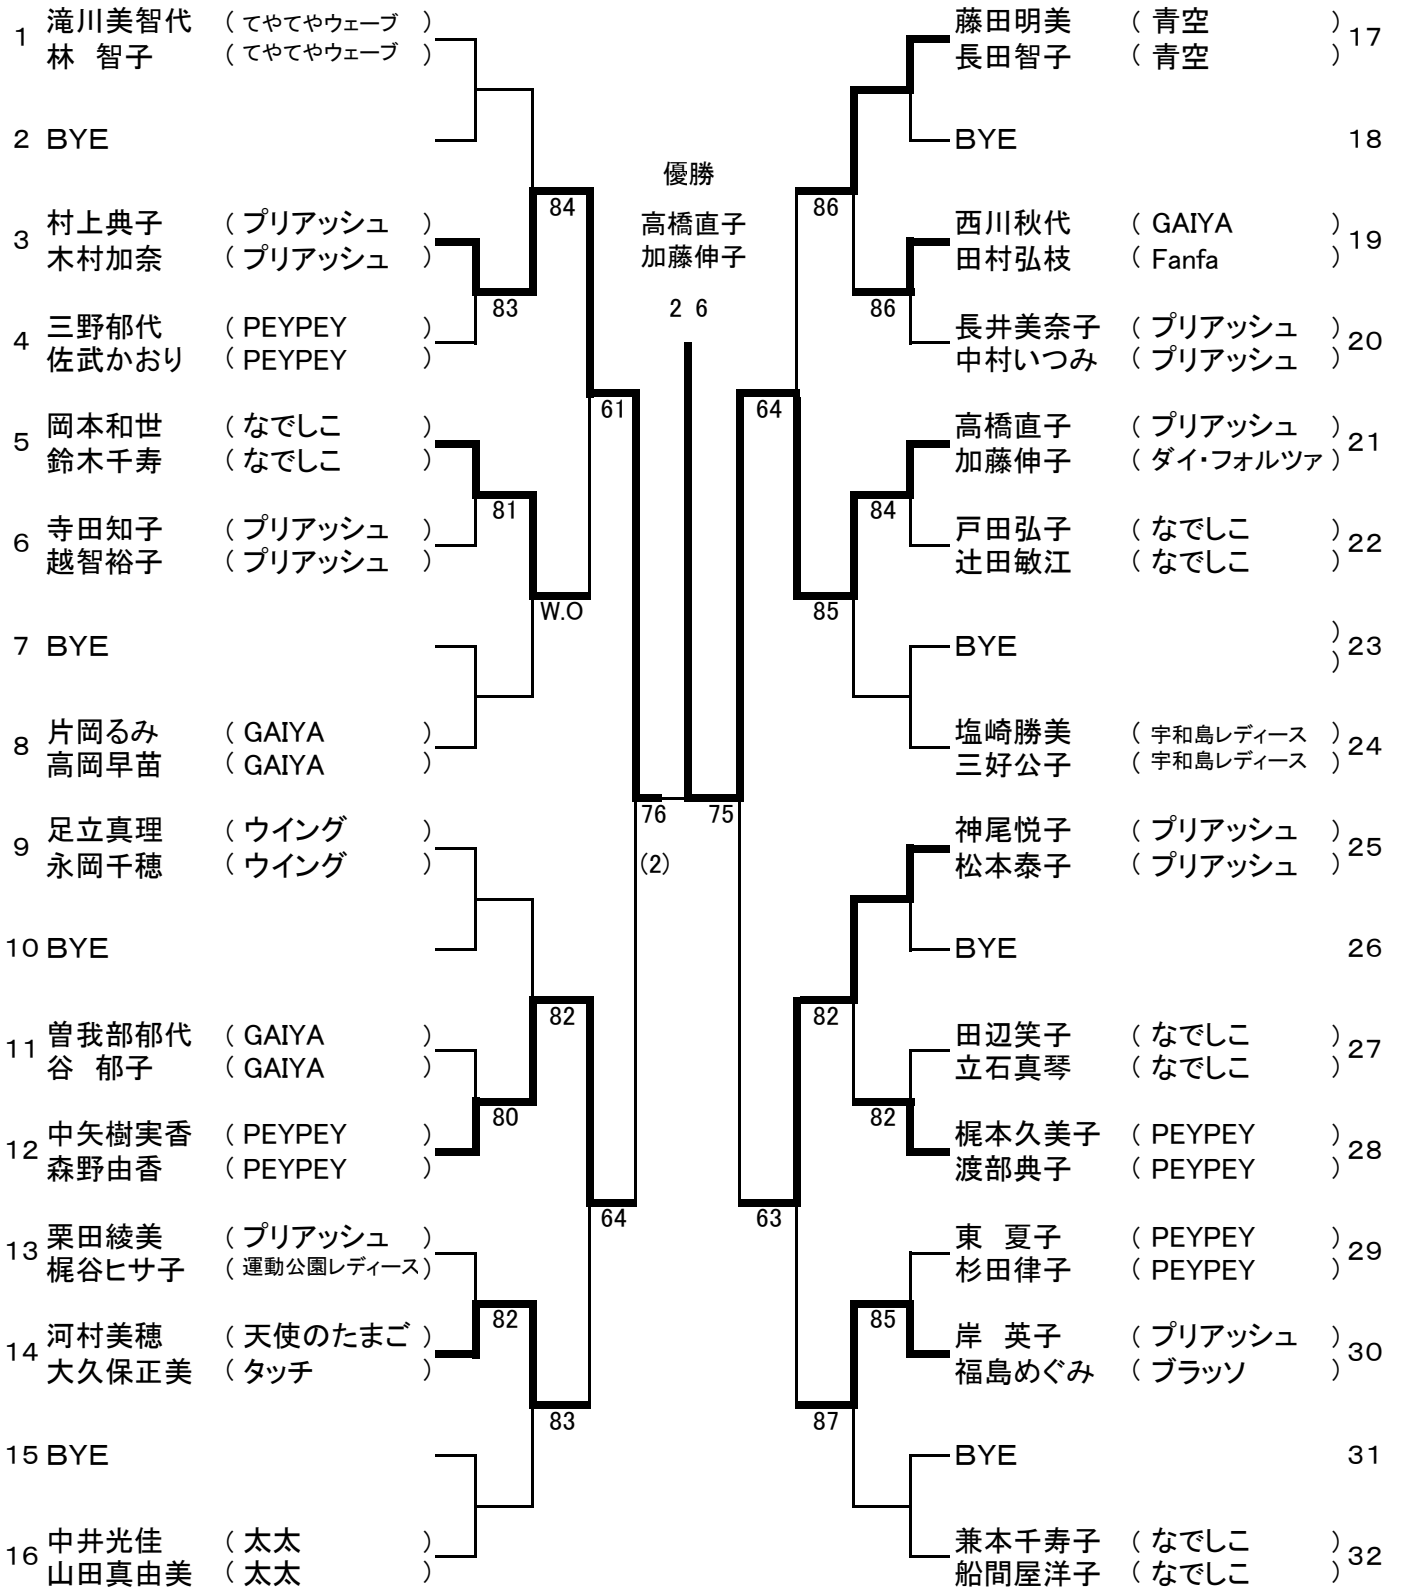 1 滝川美智代 ( てやてやウェーブ )
林 智子 ( てやてやウェーブ )
2 BYE
3 村上典子 ( プリアッシュ )
木村加奈 ( プリアッシュ )
4 三野郁代 ( PEYPEY )
佐武かおり ( PEYPEY )
5 岡本和世 ( なでしこ )
鈴木千寿 ( なでしこ )
6 寺田知子 ( プリアッシュ )
越智裕子 ( プリアッシュ )
7 BYE
8 片岡るみ ( GAIYA )
高岡早苗 ( GAIYA )
9 足立真理 ( ウイング )
永岡千穂 ( ウイング )
10 BYE
11 曽我部郁代 ( GAIYA )
谷 郁子 ( GAIYA )
12 中矢樹実香 ( PEYPEY )
森野由香 ( PEYPEY )
13 栗田綾美 ( プリアッシュ )
梶谷ヒサ子 ( 運動公園レディース )
14 河村美穂 ( 天使のたまご )
大久保正美 ( タッチ )
15 BYE
16 中井光佳 ( 太太 )
山田真由美 ( 太太 )
84
83
61
81
W.O
76
(2)
82
80
64
82
83
優勝
高橋直子
加藤伸子
2 6
75
86
86
64
84
85
82
82
63
85
87
藤田明美 ( 青空 ) 17
長田智子 ( 青空 )
BYE 18
西川秋代 ( GAIYA ) 19
田村弘枝 ( Fanfa )
長井美奈子 ( プリアッシュ ) 20
中村いつみ ( プリアッシュ )
高橋直子 ( プリアッシュ ) 21
加藤伸子 ( ダイ・フォルツァ )
戸田弘子 ( なでしこ ) 22
辻田敏江 ( なでしこ )
BYE ) 23
)
塩崎勝美 ( 宇和島レディース ) 24
三好公子 ( 宇和島レディース )
神尾悦子 ( プリアッシュ ) 25
松本泰子 ( プリアッシュ )
BYE 26
田辺笑子 ( なでしこ ) 27
立石真琴 ( なでしこ )
梶本久美子 ( PEYPEY ) 28
渡部典子 ( PEYPEY )
東 夏子 ( PEYPEY ) 29
杉田律子 ( PEYPEY )
岸 英子 ( プリアッシュ ) 30
福島めぐみ ( ブラッソ )
BYE 31
兼本千寿子 ( なでしこ ) 32
船間屋洋子 ( なでしこ )